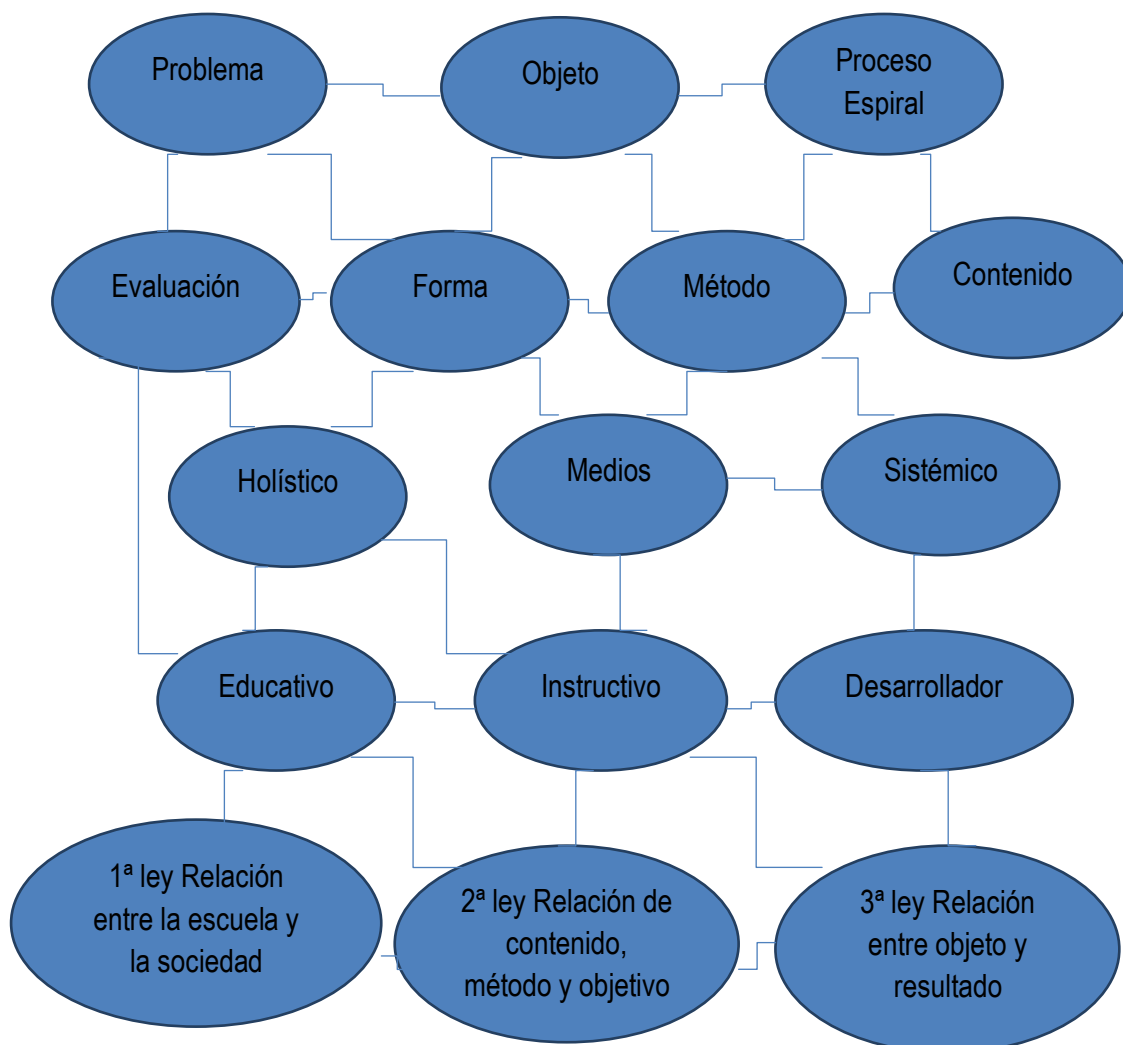 Problema
Objeto
Proceso
Espiral
Evaluación
Forma
Método
Contenido
Holístico
Medios
Sistémico
Educativo
Instructivo
Desarrollador
1ª ley Relación
entre la escuela y
la sociedad
2ª ley Relación de
contenido,
método y objetivo
3ª ley Relación
entre objeto y
resultado